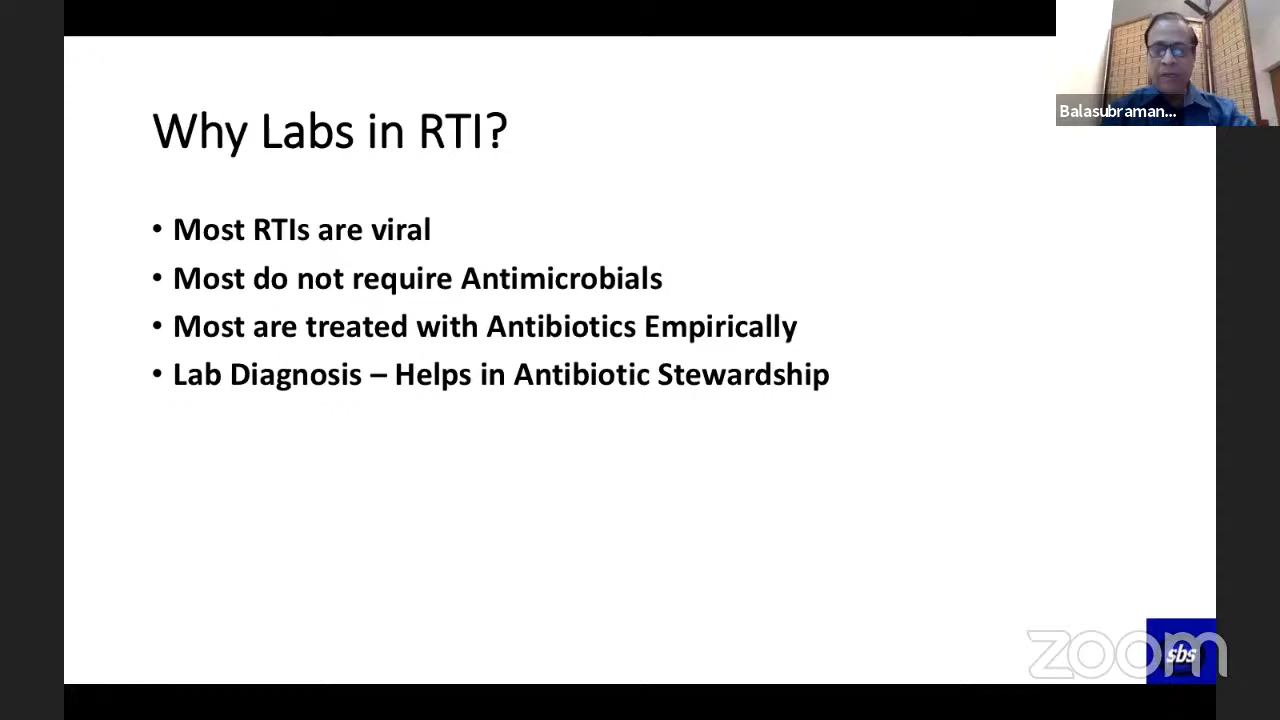 Balasubraman...
Why Labs in RTI?
• Most RTIs are viral
• Most do not require Antimicrobials
• Most are treated with Antibiotics Empirically
• Lab Diagnosis – Helps in Antibiotic Stewardship
zoom
sbs